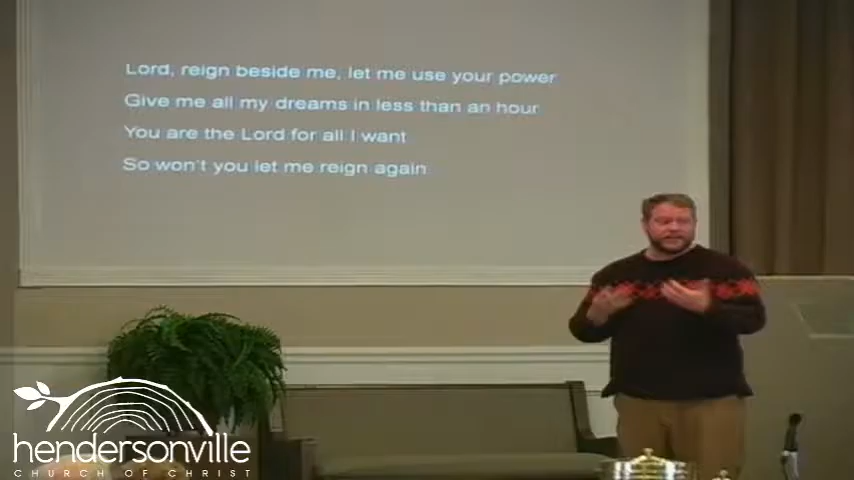 Lord, reign beside me, let me use your power
Give me all my dreams in less than an hour
You are the Lord for all I want
So won't you let me reign again
hendersonville
CHURCH OF CHRIST